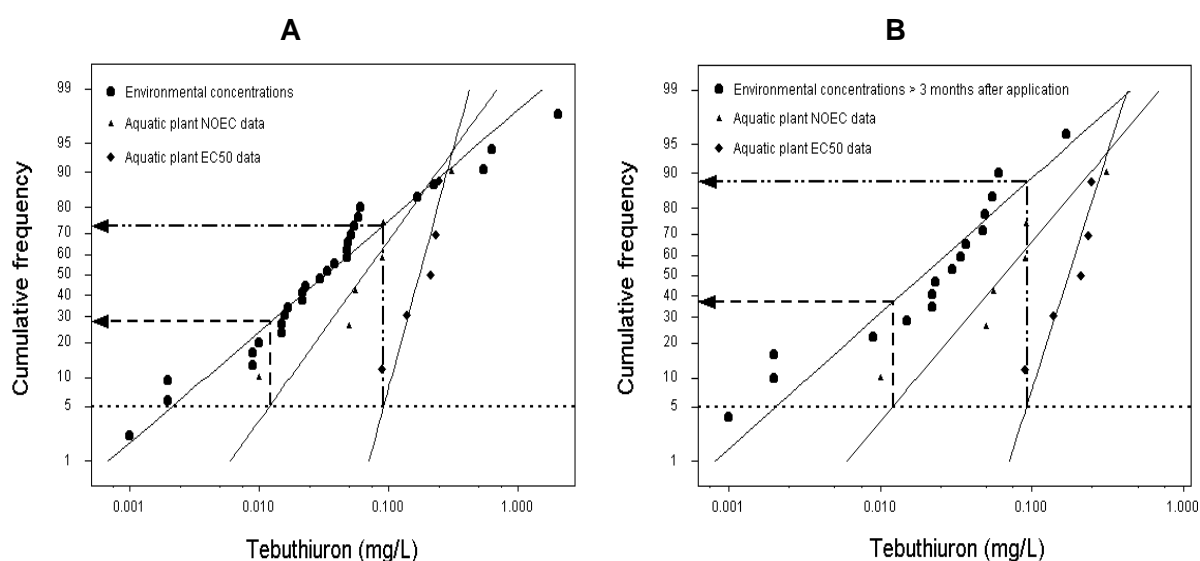 A
Cumulative frequency
99
95
90
80
70
60
50
40
30
20
10
5
1
Environmental concentrations
Aquatic plant NOEC data
Aquatic plant EC50 data
0.001
0.010
0.100
1.000
Tebuthiuron (mg/L)
B
Cumulative frequency
99
95
90
80
70
60
50
40
30
20
10
5
1
Environmental concentrations > 3 months after application
Aquatic plant NOEC data
Aquatic plant EC50 data
0.001
0.010
0.100
1.000
Tebuthiuron (mg/L)